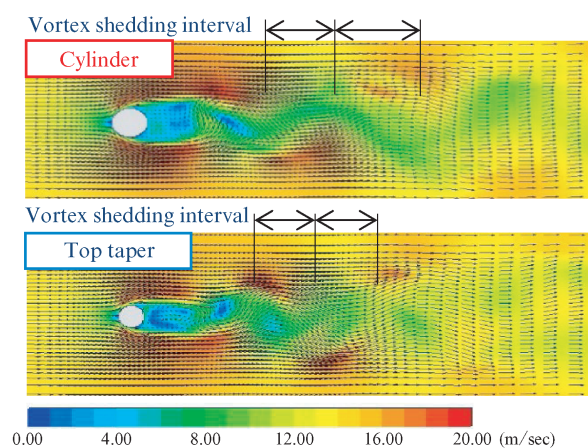 Vortex shedding interval
Cylinder
Vortex shedding interval
Top taper
0.00 4.00 8.00 12.00 16.00 20.00 (m/sec)